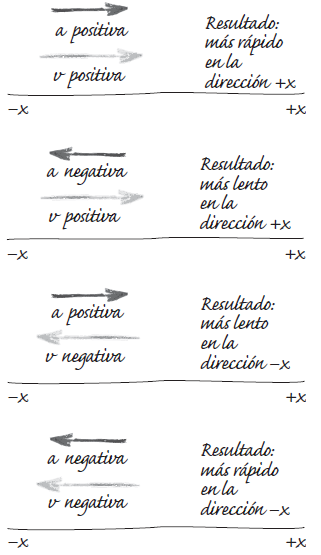 a positiva
v positiva
Resultado:
más rápido
en la
dirección +x
−x
+x
a negativa
v positiva
Resultado:
más lento
en la
dirección +x
−x
+x
a positiva
v negativa
Resultado:
más lento
en la
dirección −x
−x
+x
a negativa
v negativa
Resultado:
más rápido
en la
dirección −x
−x
+x